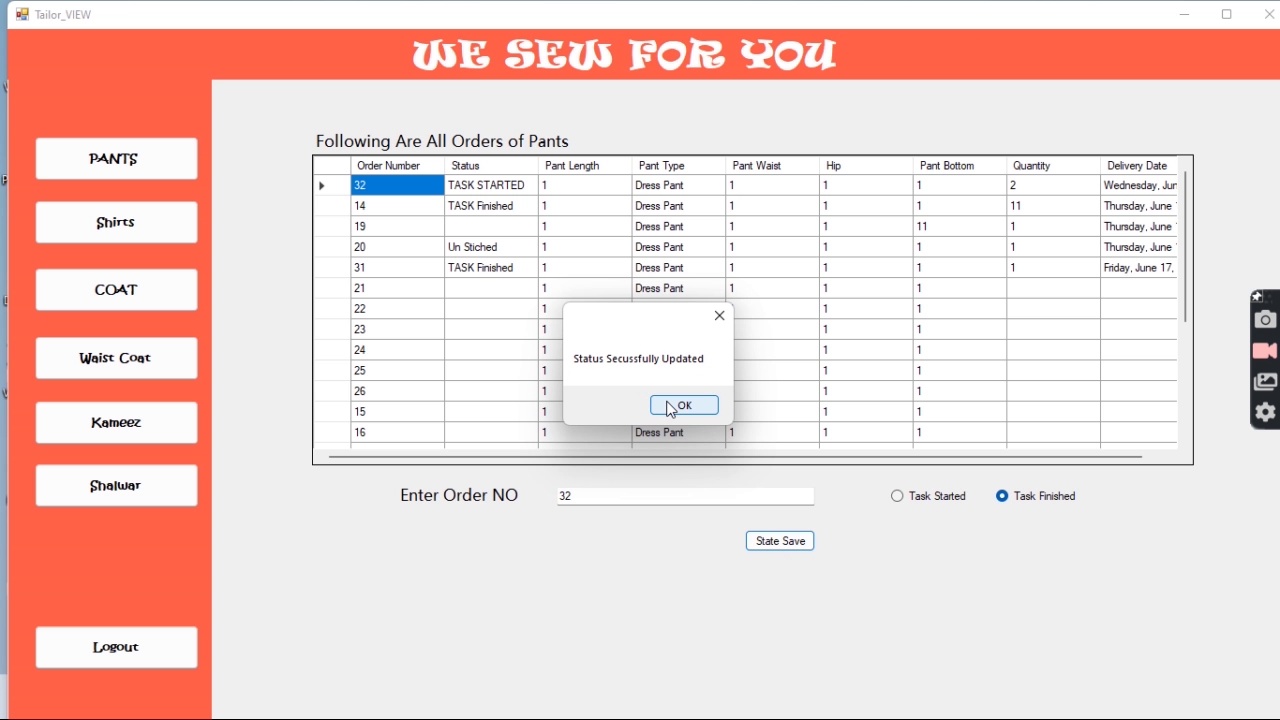 Tailor_VIEW
WE SEW FOR YOU
PANTS
Shirts
COAT
Waist Coat
Kameez
Shalwar
Logout
Following Are All Orders of Pants
Order Number Status Pant Length Pant Type Pant Waist Hip Pant Bottom Quantity Delivery Date
32 TASK STARTED 1 Dress Pant 1 1 1 2 Wednesday, Jun
14 TASK Finished 1 Dress Pant 1 1 1 11 Thursday, June
19 1 Dress Pant 1 1 11 1 Thursday, June
20 Un Stiched 1 Dress Pant 1 1 1 1 Thursday, June
31 TASK Finished 1 Dress Pant 1 1 1 1 Friday, June 17,
21 1 Dress Pant 1 1 1
22 1 1 1
23 1 1 1
24 1 1 1
25 1 1 1
26 1 1 1
15 1 1 1
16 1 Dress Pant 1 1 1
Status Secussfully Updated
OK
Enter Order NO 32
Task Started Task Finished
State Save